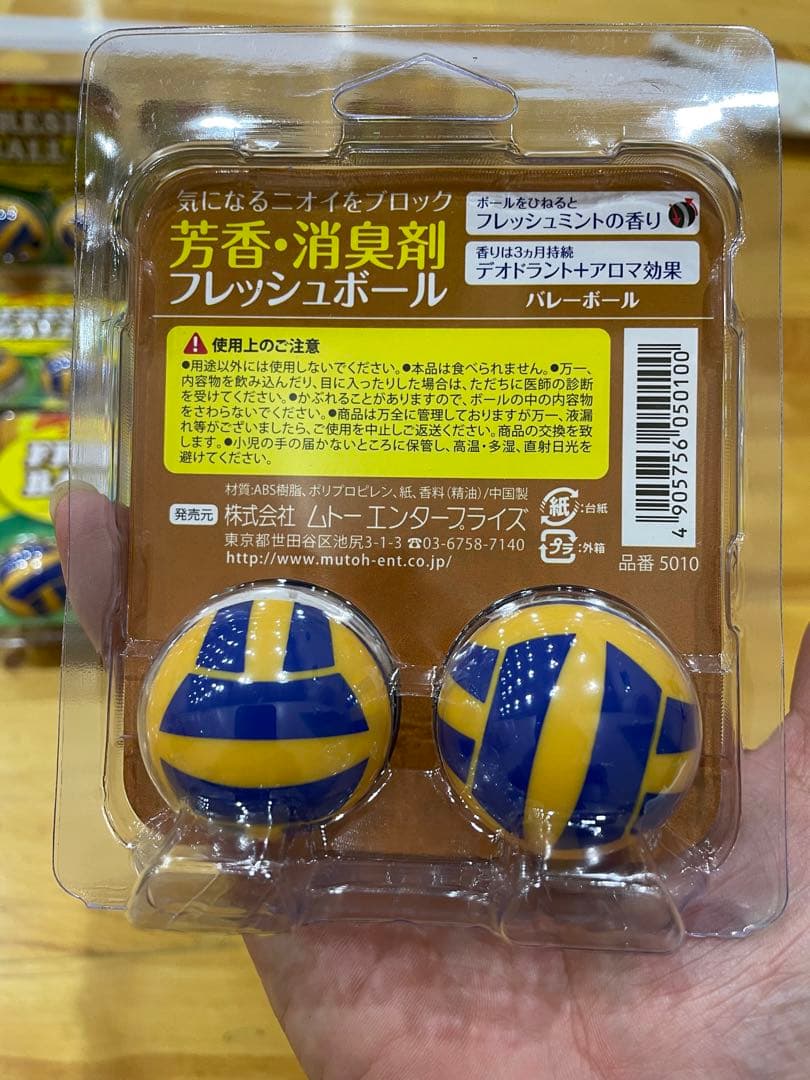 気になるニオイをブロック
芳香・消臭剤
フレッシュボール
ボールをひねると
フレッシュミントの香り
香りは3ヵ月持続
デオドラント+アロマ効果
バレーボール
使用上のご注意
●用途以外には使用しないでください。●本品は食べられません。●万一、
内容物を飲み込んだり、目に入ったりした場合は、ただちに医師の診断
を受けてください。●かぶれることがありますので、ボールの中の内容物
をさわらないでください。●商品は万全に管理しておりますが万一、液漏
れ等がございましたら、ご使用を中止しご返送ください。商品の交換を致
します。●小児の手の届かないところに保管し、高温・多湿、直射日光を
避けてください。
4 905756 050100
材質:ABS樹脂、ポリプロピレン、紙、香料(精油)/中国製
発売元 株式会社 ムトーエンタープライズ
東京都世田谷区池尻3-1-3 ☎03-6758-7140
http://www.mutoh-ent.co.jp/
紙:台紙
プラ:外箱
品番 5010